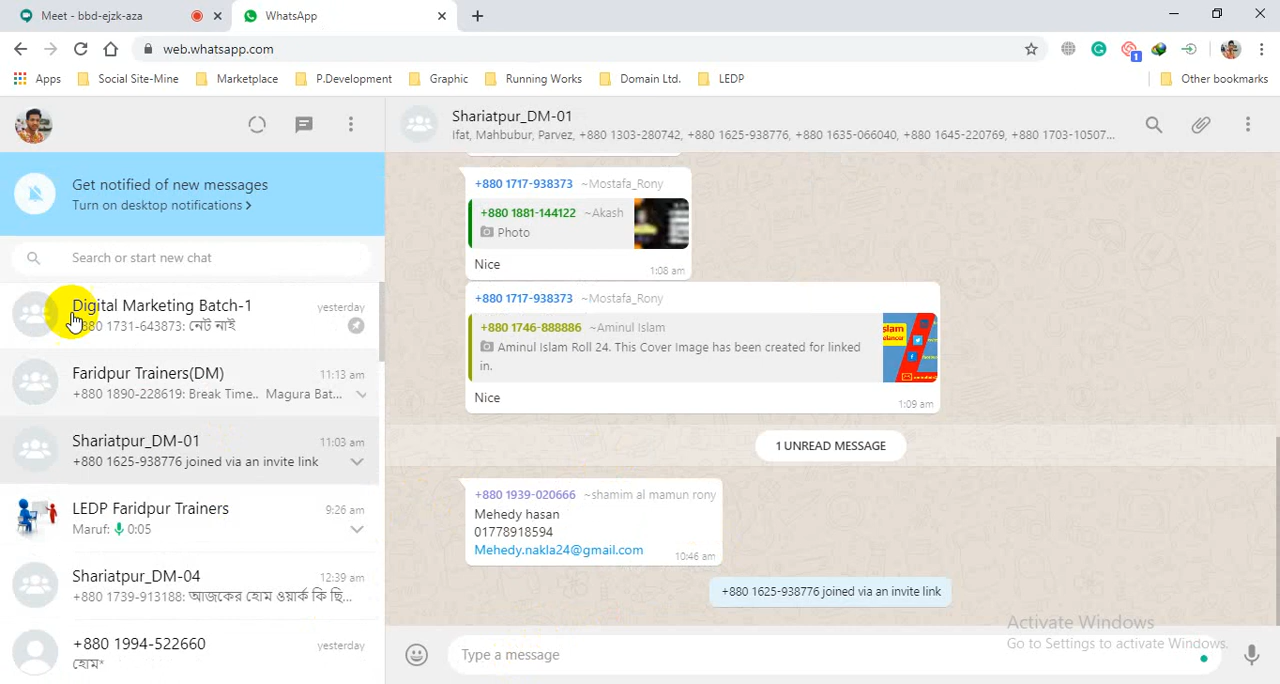 Meet - bbd-ejzk-aza
WhatsApp
web.whatsapp.com
1
Apps
Social Site-Mine
Marketplace
P.Development
Graphic
Running Works
Domain Ltd.
LEDP
Other bookmarks
Shariatpur_DM-01
Ifat, Mahbubur, Parvez, +880 1303-280742, +880 1625-938776, +880 1635-066040, +880 1645-220769, +880 1703-10507...
Get notified of new messages
Turn on desktop notifications >
Search or start new chat
Digital Marketing Batch-1
yesterday
880 1731-643873: নেট নাই
Faridpur Trainers(DM)
11:13 am
+880 1890-228619: Break Time.. Magura Bat...
Shariatpur_DM-01
11:03 am
+880 1625-938776 joined via an invite link
LEDP Faridpur Trainers
9:26 am
Maruf: 0:05
Shariatpur_DM-04
12:39 am
+880 1739-913188: আজকের হোম ওয়ার্ক কি ছি...
+880 1994-522660
yesterday
হোম*
+880 1717-938373 ~Mostafa_Rony
+880 1881-144122 ~Akash
Photo
Nice
1:08 am
+880 1717-938373 ~Mostafa_Rony
+880 1746-888886 ~Aminul Islam
Aminul Islam Roll 24. This Cover Image has been created for linked
in.
Nice
1:09 am
1 UNREAD MESSAGE
+880 1939-020666 ~shamim al mamun rony
Mehedy hasan
01778918594
Mehedy.nakla24@gmail.com
10:46 am
+880 1625-938776 joined via an invite link
Activate Windows
Go to Settings to activate Windows.
Type a message